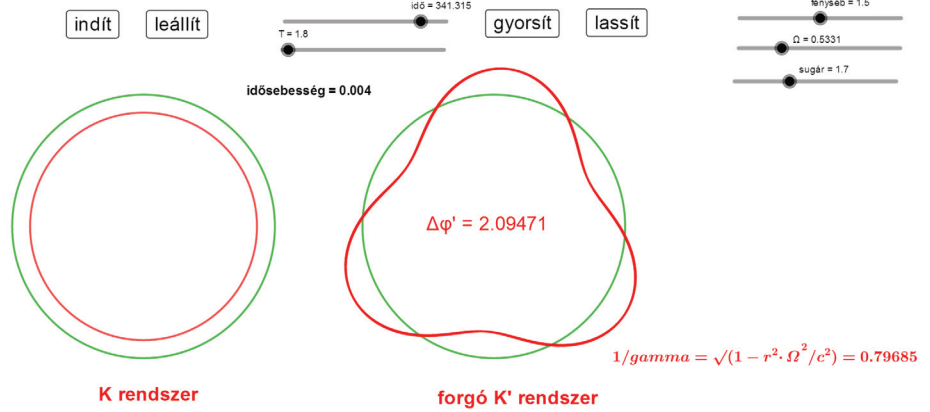 indít
leállít
idő = 341.315
T = 1.8
gyorsít
lassít
fényseb = 1.5
Ω = 0.5331
sugár = 1.7
idősebesség = 0.004
Δφ' = 2.09471
1/gamma = √(1 − r²· Ω²/c²) = 0.79685
K rendszer
forgó K' rendszer